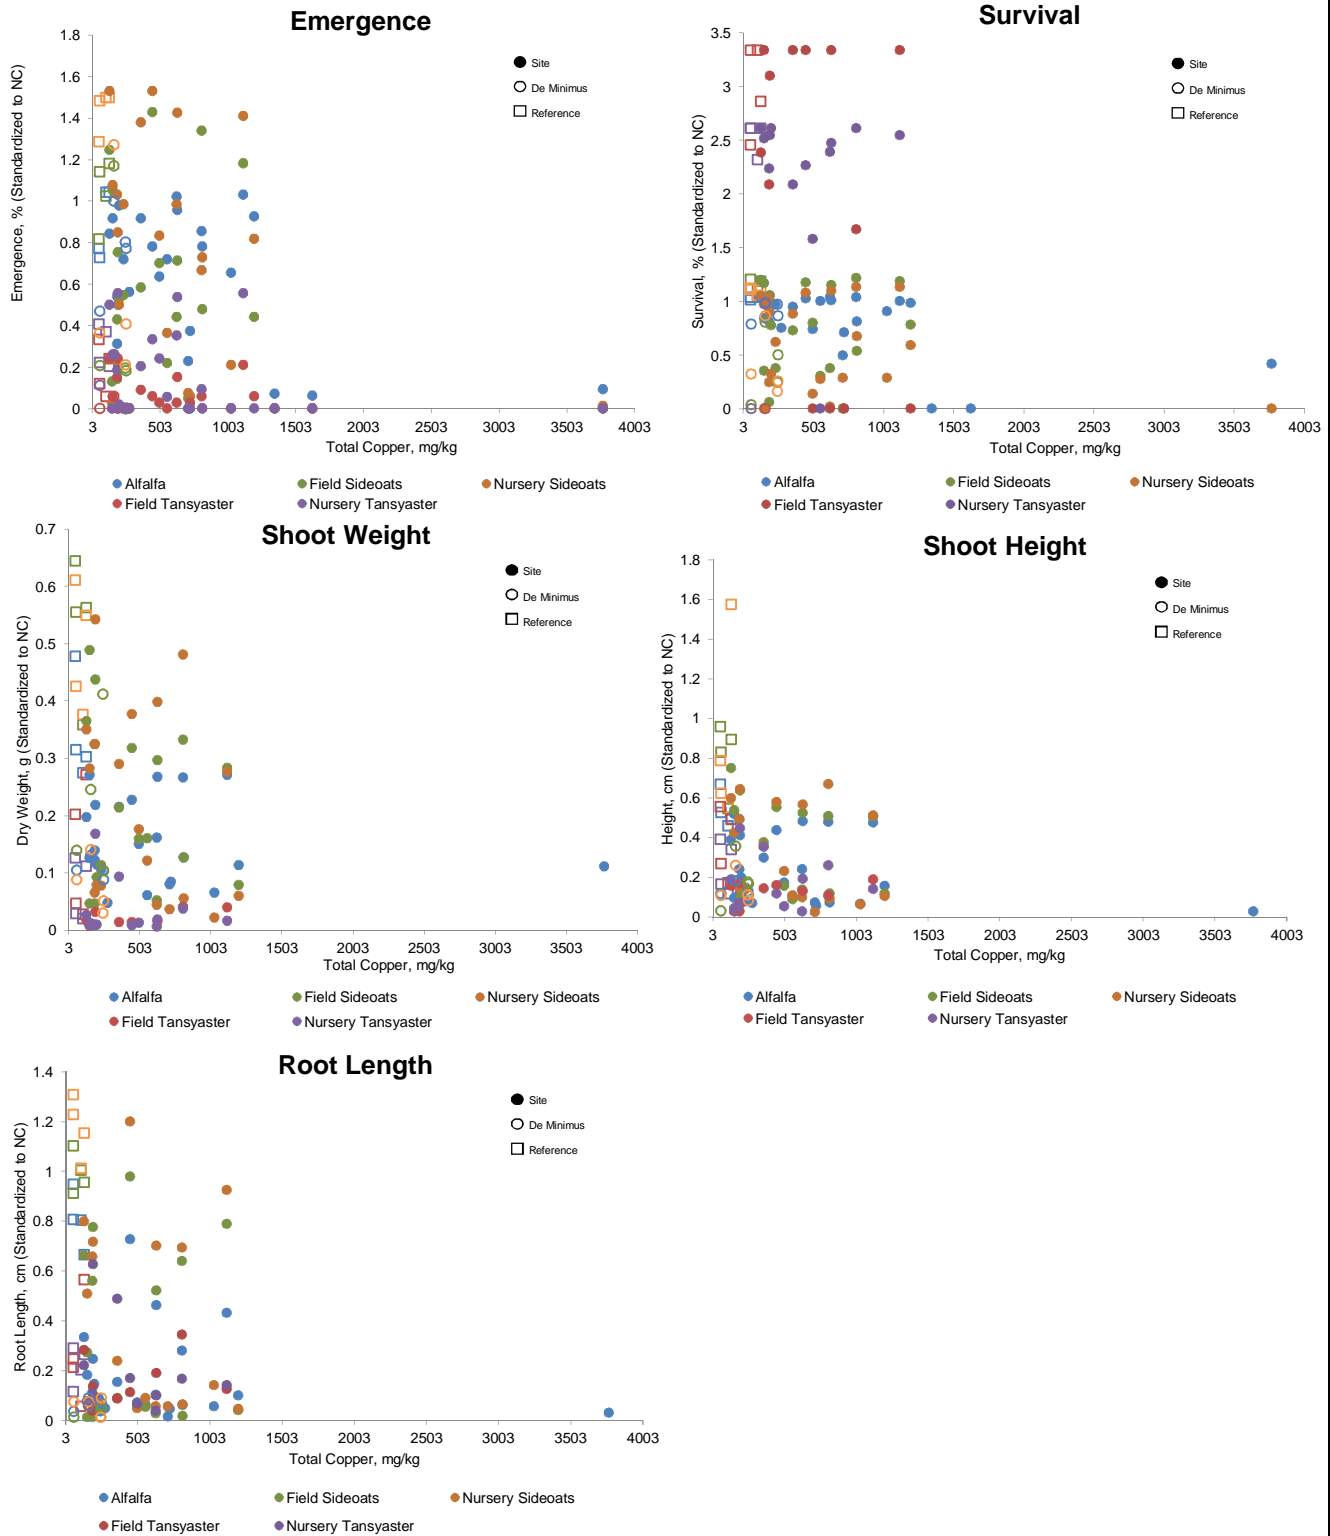 Emergence
Emergence, % (Standardized to NC)
1.8
1.6
1.4
1.2
1
0.8
0.6
0.4
0.2
0
Site
De Minimus
Reference
3 503 1003 1503 2003 2503 3003 3503 4003
Total Copper, mg/kg
Alfalfa Field Sideoats Nursery Sideoats
Field Tansyaster Nursery Tansyaster
Survival
Survival, % (Standardized to NC)
3.5
3
2.5
2
1.5
1
0.5
0
Site
De Minimus
Reference
3 503 1003 1503 2003 2503 3003 3503 4003
Total Copper, mg/kg
Alfalfa Field Sideoats Nursery Sideoats
Field Tansyaster Nursery Tansyaster
Shoot Weight
Dry Weight, g (Standardized to NC)
0.7
0.6
0.5
0.4
0.3
0.2
0.1
0
Site
De Minimus
Reference
3 503 1003 1503 2003 2503 3003 3503 4003
Total Copper, mg/kg
Alfalfa Field Sideoats Nursery Sideoats
Field Tansyaster Nursery Tansyaster
Shoot Height
Height, cm (Standardized to NC)
1.8
1.6
1.4
1.2
1
0.8
0.6
0.4
0.2
0
Site
De Minimus
Reference
3 503 1003 1503 2003 2503 3003 3503 4003
Total Copper, mg/kg
Alfalfa Field Sideoats Nursery Sideoats
Field Tansyaster Nursery Tansyaster
Root Length
Root Length, cm (Standardized to NC)
1.4
1.2
1
0.8
0.6
0.4
0.2
0
Site
De Minimus
Reference
3 503 1003 1503 2003 2503 3003 3503 4003
Total Copper, mg/kg
Alfalfa Field Sideoats Nursery Sideoats
Field Tansyaster Nursery Tansyaster